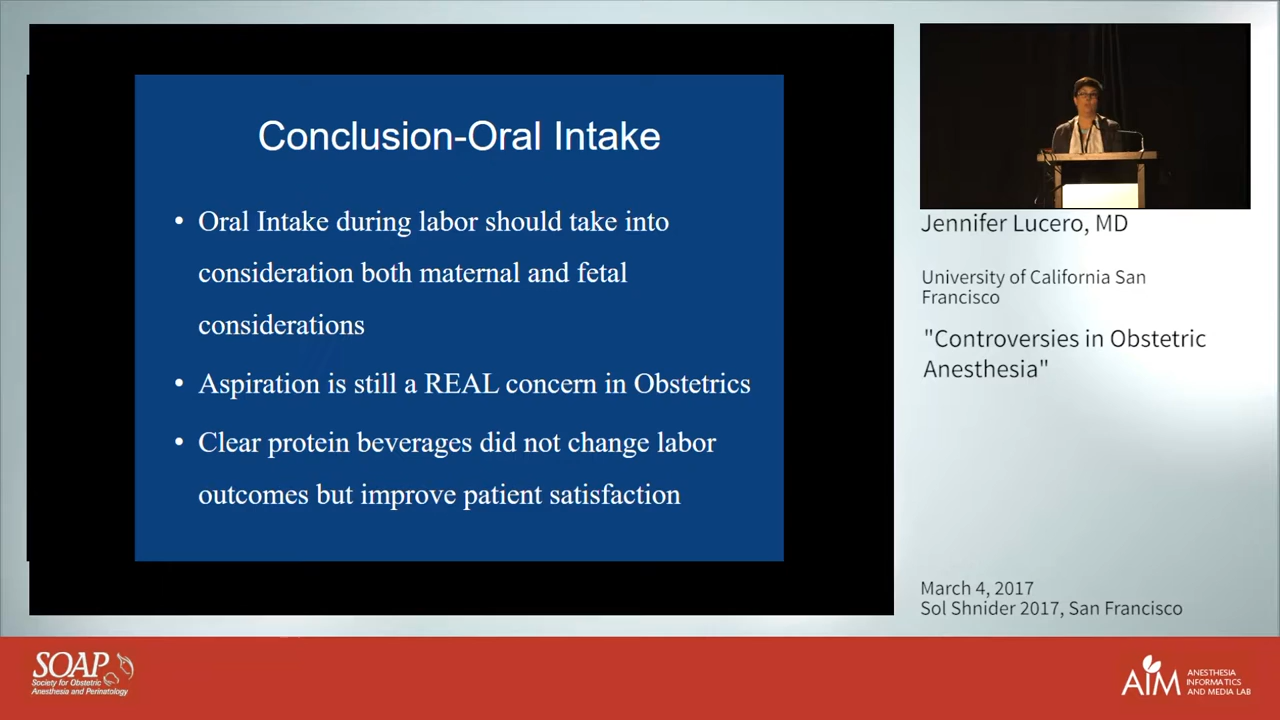 Conclusion-Oral Intake
• Oral Intake during labor should take into
consideration both maternal and fetal
considerations
• Aspiration is still a REAL concern in Obstetrics
• Clear protein beverages did not change labor
outcomes but improve patient satisfaction
Jennifer Lucero, MD
University of California San
Francisco
"Controversies in Obstetric
Anesthesia"
March 4, 2017
Sol Shnider 2017, San Francisco
SOAP
Society for Obstetric
Anesthesia and Perinatology
AIM
ANESTHESIA
INFORMATICS
AND MEDIA LAB